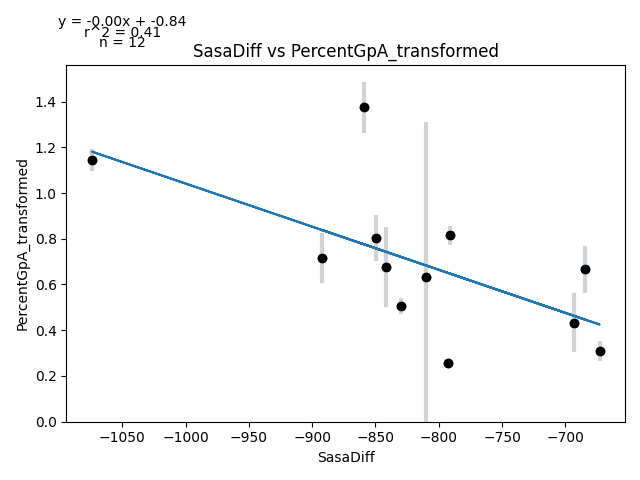 y = -0.00x + -0.84
r^2 = 0.41
n = 12
SasaDiff vs PercentGpA_transformed
PercentGpA_transformed
1.4
1.2
1.0
0.8
0.6
0.4
0.2
0.0
−1050 −1000 −950 −900 −850 −800 −750 −700
SasaDiff